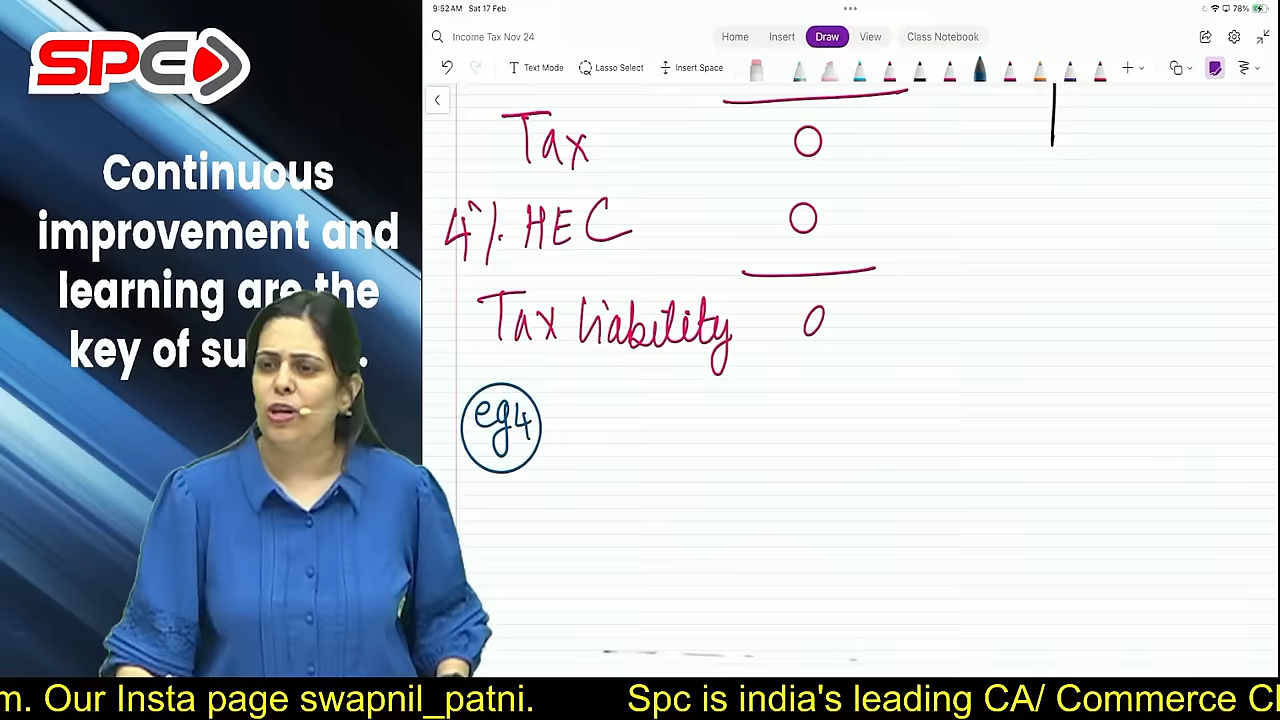 SPC
Continuous
improvement and
learning are the
key of su .
9:52 AM Sat 17 Feb
78%
Income Tax Nov 24
Home Insert Draw View Class Notebook
Text Mode Lasso Select Insert Space
Tax 0
4% HEC 0
Tax liability 0
eg4
m. Our Insta page swapnil_patni. Spc is india's leading CA/ Commerce Cl